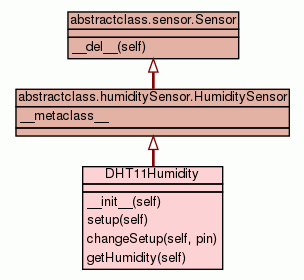 abstractclass.sensor.Sensor
__del__(self)
abstractclass.humiditySensor.HumiditySensor
__metaclass__
DHT11Humidity
__init__(self)
setup(self)
changeSetup(self, pin)
getHumidity(self)